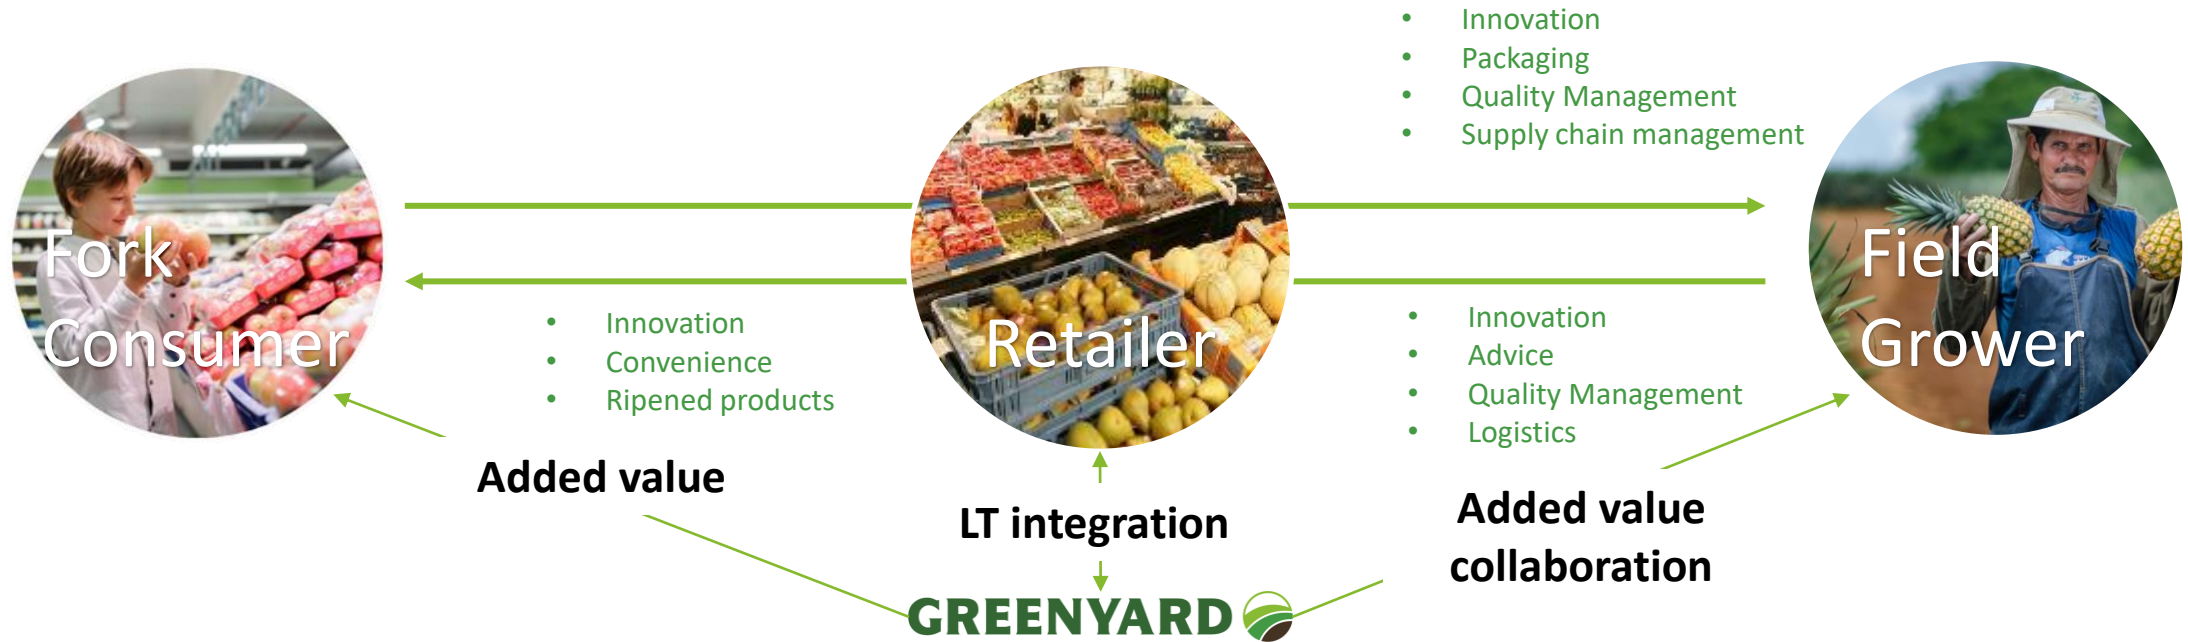 Innovation
Packaging
Quality Management
Supply chain management
Fork
Consumer
Retailer
Field
Grower
Innovation
Convenience
Ripened products
Innovation
Advice
Quality Management
Logistics
Added value
LT integration
Added value
collaboration
GREENYARD